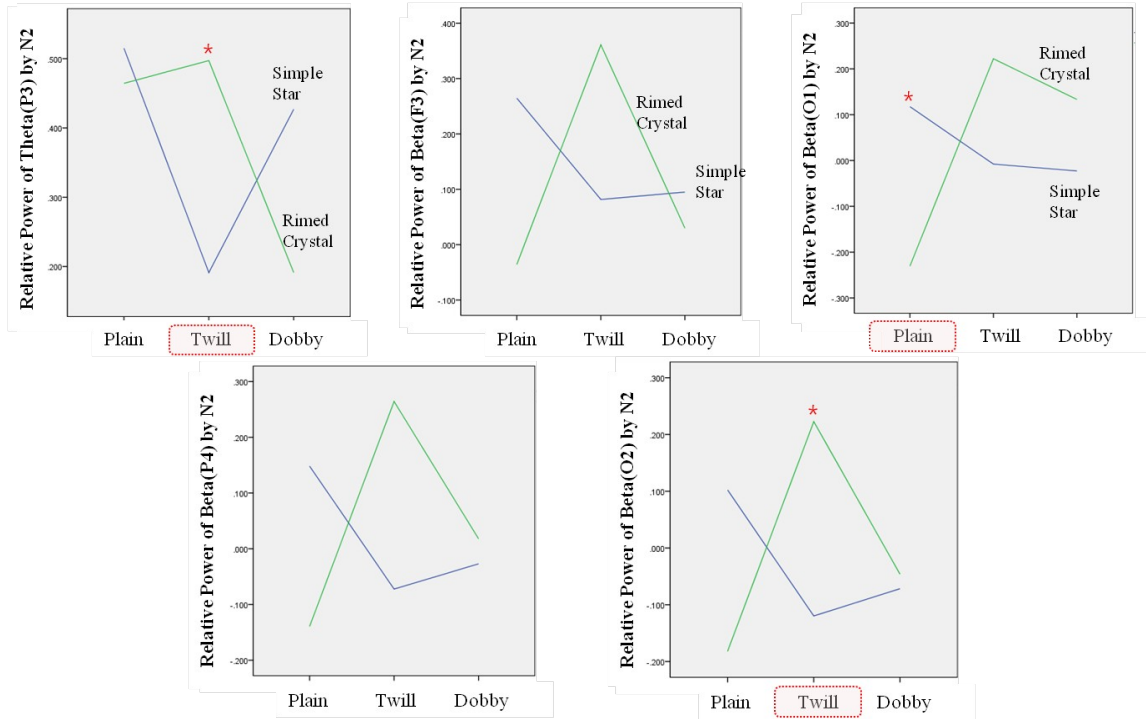 Relative Power of Theta(P3) by N2
.500
.400
.300
.200
*
Simple
Star
Rimed
Crystal
Plain
Twill
Dobby
Relative Power of Beta(F3) by N2
.400
.300
.200
.100
.000
-.100
Rimed
Crystal
Simple
Star
Plain
Twill
Dobby
Relative Power of Beta(O1) by N2
.300
.200
.100
.000
-.100
-.200
-.300
*
Rimed
Crystal
Simple
Star
Plain
Twill
Dobby
Relative Power of Beta(P4) by N2
.300
.200
.100
.000
-.100
-.200
Plain
Twill
Dobby
Relative Power of Beta(O2) by N2
.300
.200
.100
.000
-.100
-.200
*
Plain
Twill
Dobby